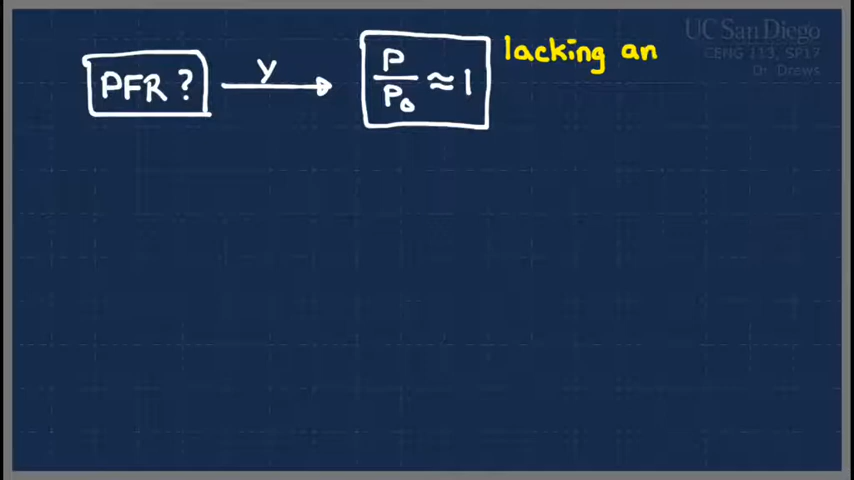 UC San Diego
CENG 113, SP17
Dr. Drews
PFR ? Y P/P₀ ≈ 1 lacking an